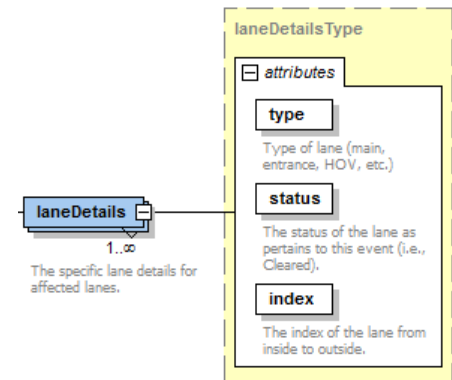 laneDetailsType
attributes
type
Type of lane (main,
entrance, HOV, etc.)
laneDetails
1..∞
The specific lane details for
affected lanes.
status
The status of the lane as
pertains to this event (i.e.,
Cleared).
index
The index of the lane from
inside to outside.